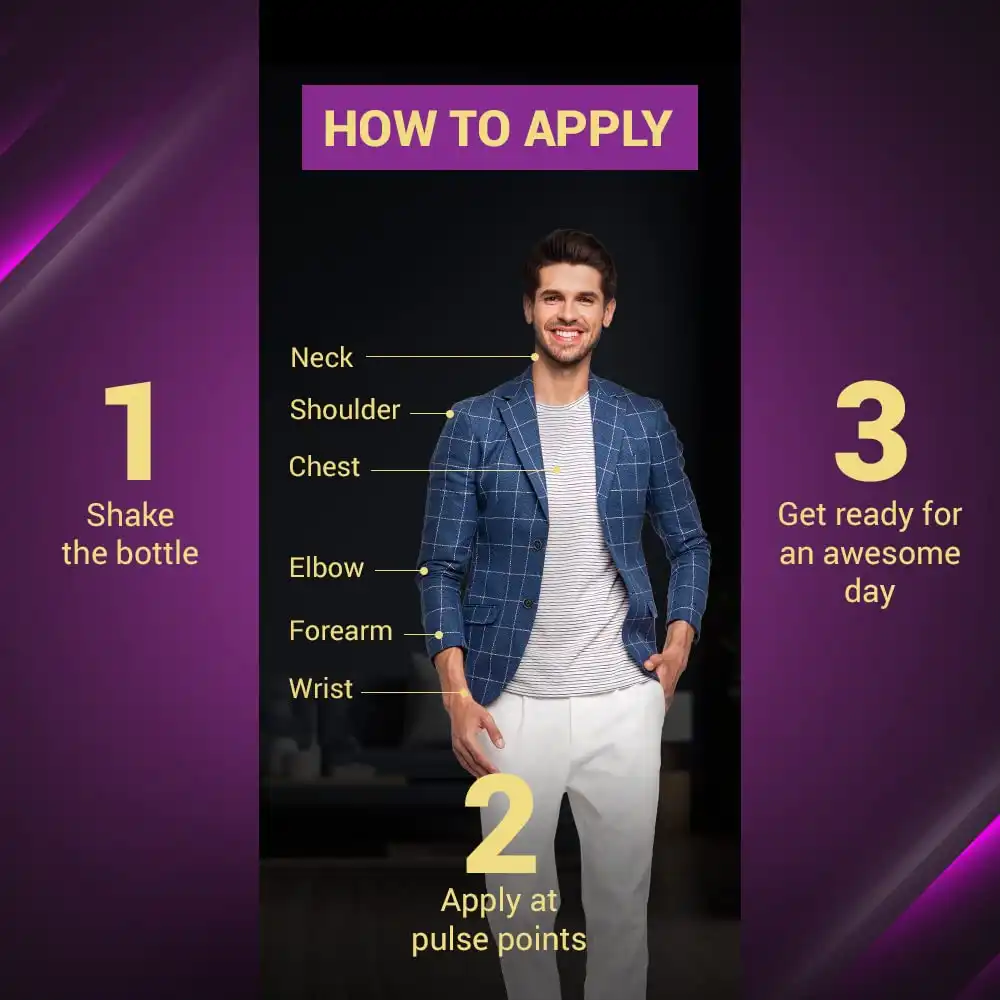 HOW TO APPLY
1
Shake
the bottle
Neck
Shoulder
Chest
Elbow
Forearm
Wrist
2
Apply at
pulse points
3
Get ready for
an awesome
day